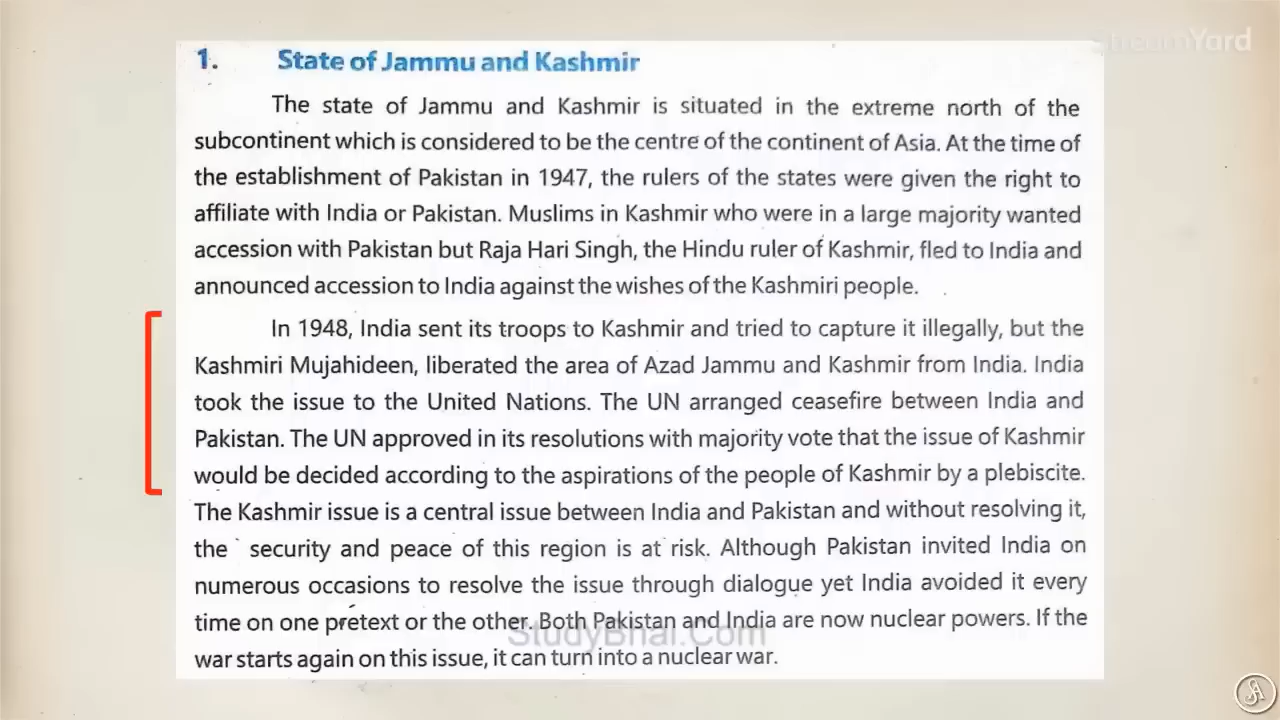 StreamYard
1. State of Jammu and Kashmir
The state of Jammu and Kashmir is situated in the extreme north of the
subcontinent which is considered to be the centre of the continent of Asia. At the time of
the establishment of Pakistan in 1947, the rulers of the states were given the right to
affiliate with India or Pakistan. Muslims in Kashmir who were in a large majority wanted
accession with Pakistan but Raja Hari Singh, the Hindu ruler of Kashmir, fled to India and
announced accession to India against the wishes of the Kashmiri people.
In 1948, India sent its troops to Kashmir and tried to capture it illegally, but the
Kashmiri Mujahideen, liberated the area of Azad Jammu and Kashmir from India. India
took the issue to the United Nations. The UN arranged ceasefire between India and
Pakistan. The UN approved in its resolutions with majority vote that the issue of Kashmir
would be decided according to the aspirations of the people of Kashmir by a plebiscite.
The Kashmir issue is a central issue between India and Pakistan and without resolving it,
the security and peace of this region is at risk. Although Pakistan invited India on
numerous occasions to resolve the issue through dialogue yet India avoided it every
time on one pretext or the other. Both Pakistan and India are now nuclear powers. If the
StudyBhai.Com
war starts again on this issue, it can turn into a nuclear war.